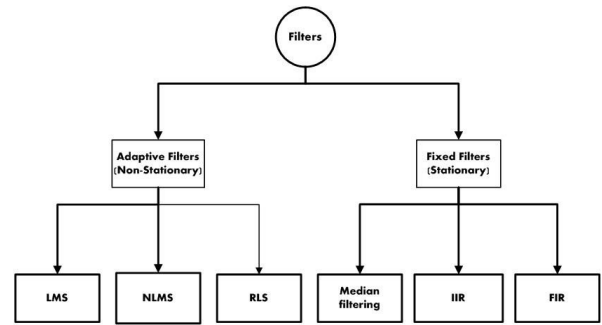 Filters
Adaptive Filters
(Non-Stationary)
Fixed Filters
(Stationary)
LMS
NLMS
RLS
Median
filtering
IIR
FIR